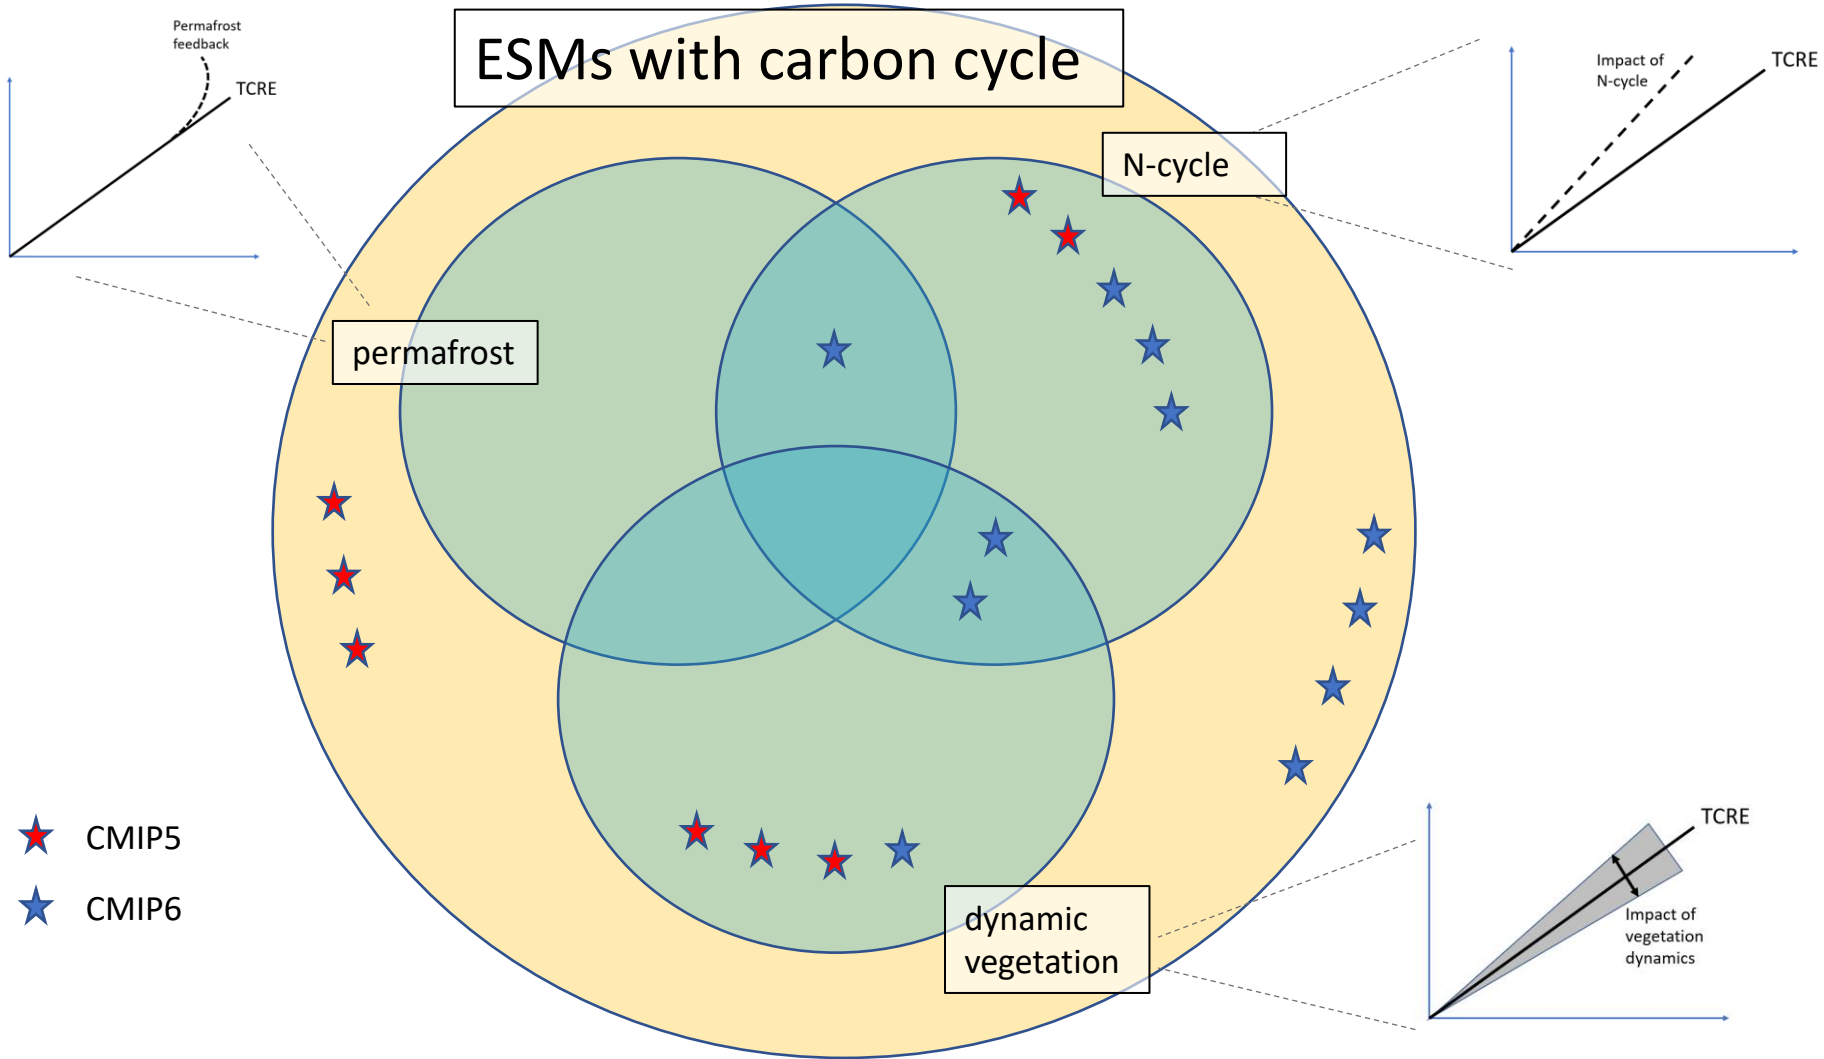 ESMs with carbon cycle
Permafrost
feedback
TCRE
Impact of
N-cycle
TCRE
N-cycle
permafrost
CMIP5
CMIP6
dynamic
vegetation
TCRE
Impact of
vegetation
dynamics